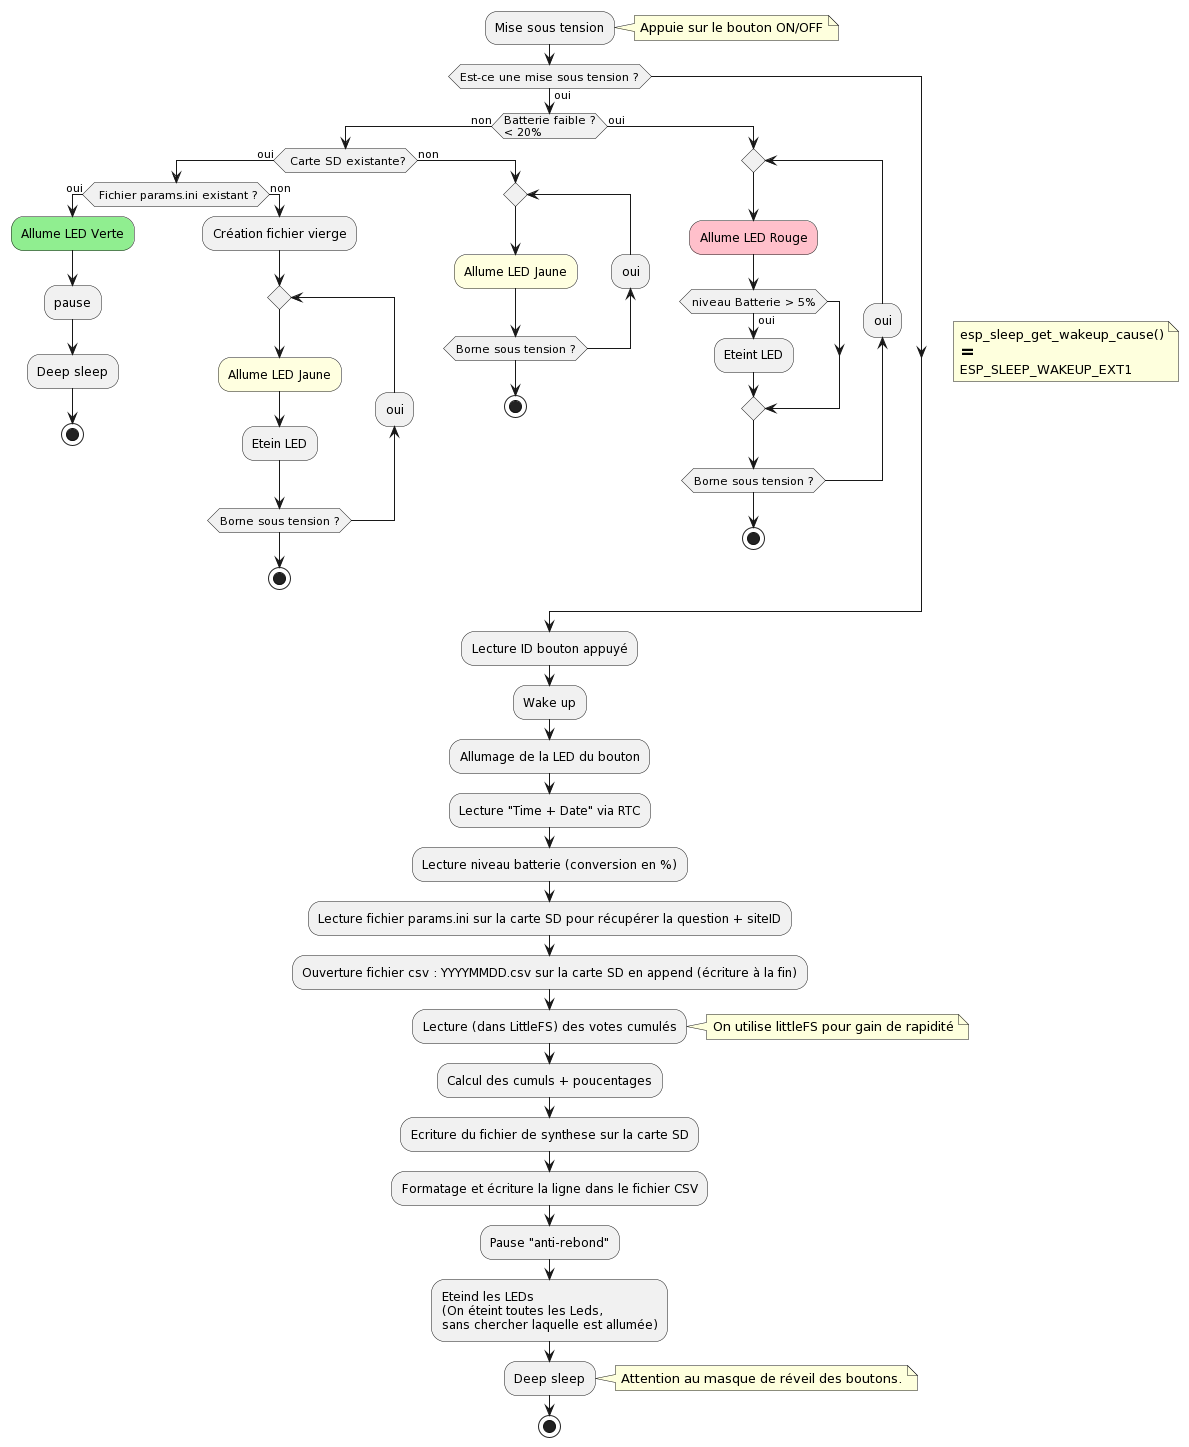 Mise sous tension
Appuie sur le bouton ON/OFF
Est-ce une mise sous tension ?
oui
non
Batterie faible ?
< 20%
oui
oui
Carte SD existante?
non
oui
Fichier params.ini existant ?
non
Allume LED Verte
pause
Deep sleep
Création fichier vierge
Allume LED Jaune
Etein LED
oui
Borne sous tension ?
Allume LED Jaune
oui
Borne sous tension ?
Allume LED Rouge
niveau Batterie > 5%
oui
Eteint LED
oui
Borne sous tension ?
esp_sleep_get_wakeup_cause()
=
ESP_SLEEP_WAKEUP_EXT1
Lecture ID bouton appuyé
Wake up
Allumage de la LED du bouton
Lecture "Time + Date" via RTC
Lecture niveau batterie (conversion en %)
Lecture fichier params.ini sur la carte SD pour récupérer la question + siteID
Ouverture fichier csv : YYYYMMDD.csv sur la carte SD en append (écriture à la fin)
Lecture (dans LittleFS) des votes cumulés
On utilise littleFS pour gain de rapidité
Calcul des cumuls + poucentages
Ecriture du fichier de synthese sur la carte SD
Formatage et écriture la ligne dans le fichier CSV
Pause "anti-rebond"
Eteind les LEDs
(On éteint toutes les Leds,
sans chercher laquelle est allumée)
Deep sleep
Attention au masque de réveil des boutons.